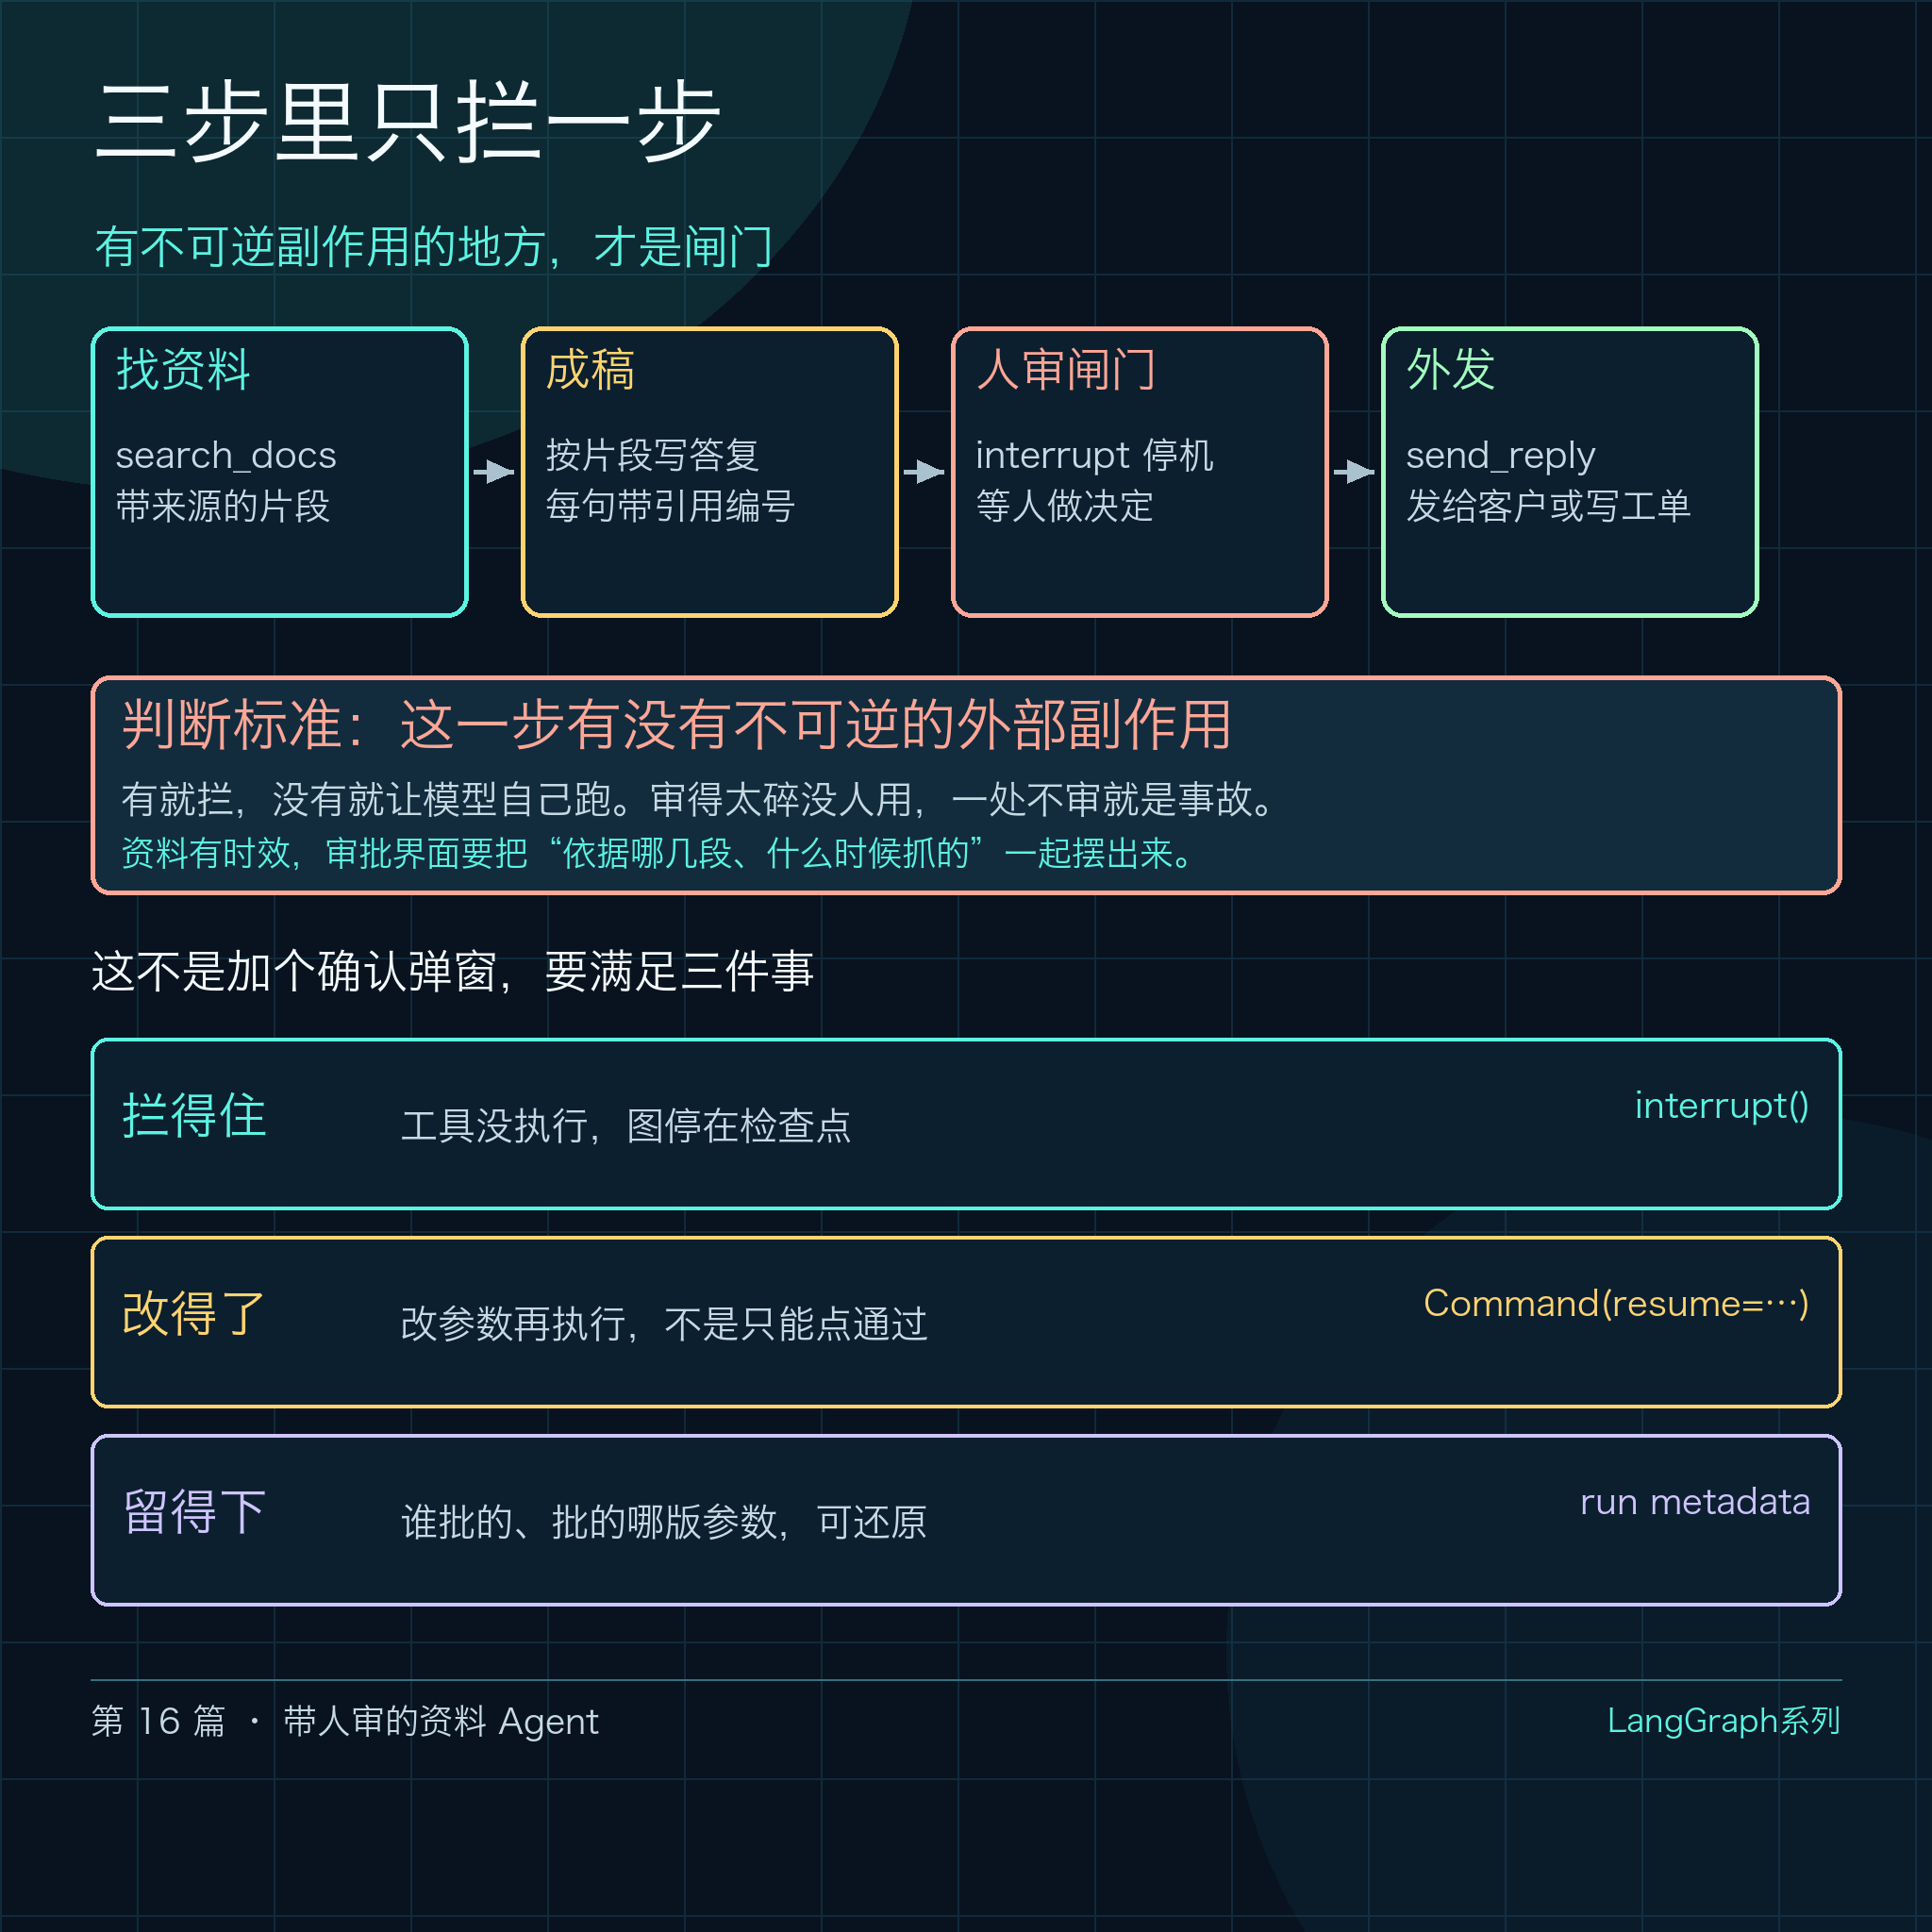 三步里只拦一步
有不可逆副作用的地方，才是闸门
找资料
search_docs
带来源的片段
成稿
按片段写答复
每句带引用编号
人审闸门
interrupt 停机
等人做决定
外发
send_reply
发给客户或写工单
判断标准：这一步有没有不可逆的外部副作用
有就拦，没有就让模型自己跑。审得太碎没人用，一处不审就是事故。
资料有时效，审批界面要把“依据哪几段、什么时候抓的”一起摆出来。
这不是加个确认弹窗，要满足三件事
拦得住
工具没执行，图停在检查点
interrupt()
改得了
改参数再执行，不是只能点通过
Command(resume=…)
留得下
谁批的、批的哪版参数，可还原
run metadata
第 16 篇 · 带人审的资料 Agent
LangGraph系列